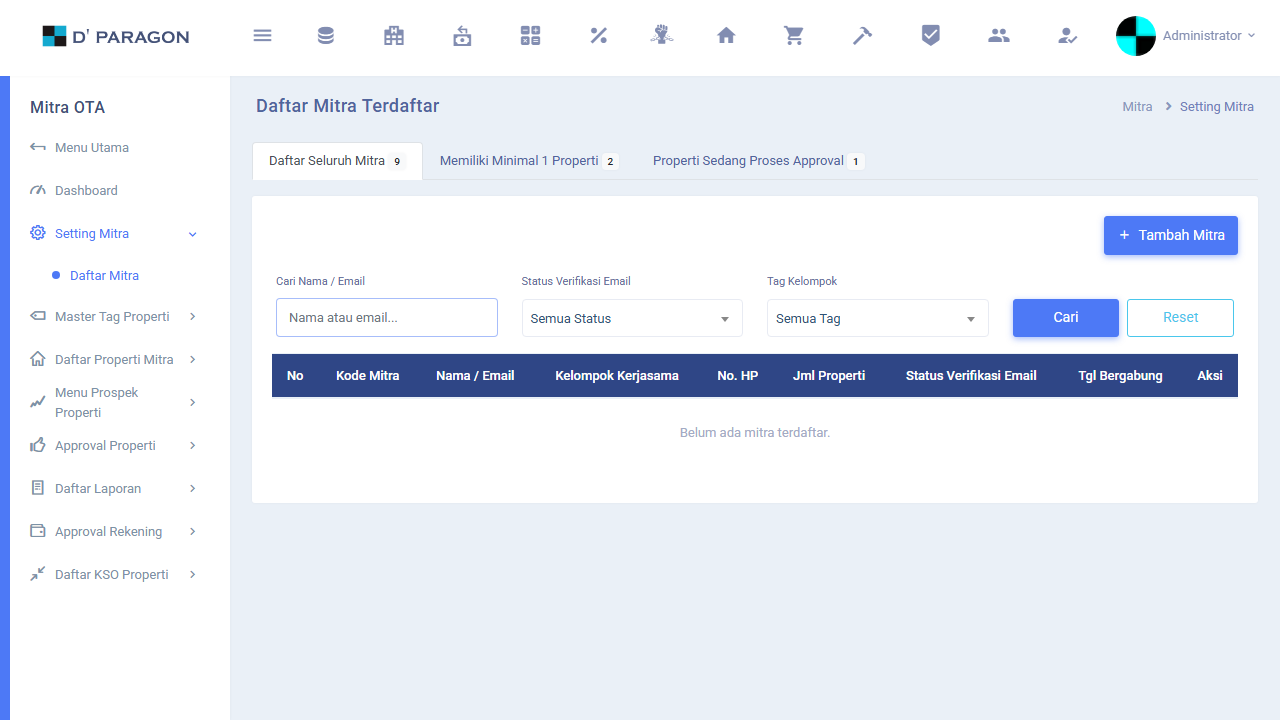 D' PARAGON
Administrator
Mitra OTA
Menu Utama
Dashboard
Setting Mitra
Daftar Mitra
Master Tag Properti
Daftar Properti Mitra
Menu Prospek
Properti
Approval Properti
Daftar Laporan
Approval Rekening
Daftar KSO Properti
Daftar Mitra Terdaftar
Mitra > Setting Mitra
Daftar Seluruh Mitra 9
Memiliki Minimal 1 Properti 2
Properti Sedang Proses Approval 1
+ Tambah Mitra
Cari Nama / Email
Status Verifikasi Email
Tag Kelompok
Nama atau email...
Semua Status
Semua Tag
Cari
Reset
No Kode Mitra Nama / Email Kelompok Kerjasama No. HP Jml Properti Status Verifikasi Email Tgl Bergabung Aksi
Belum ada mitra terdaftar.